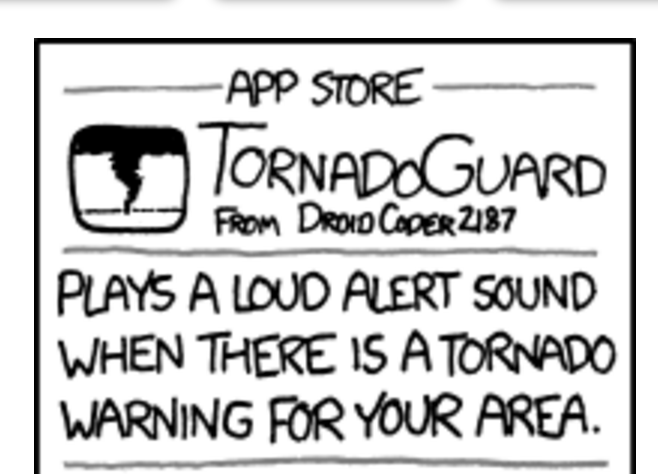 APP STORE
TORNADOGUARD
FROM DROIDCODER2187
PLAYS A LOUD ALERT SOUND
WHEN THERE IS A TORNADO
WARNING FOR YOUR AREA.